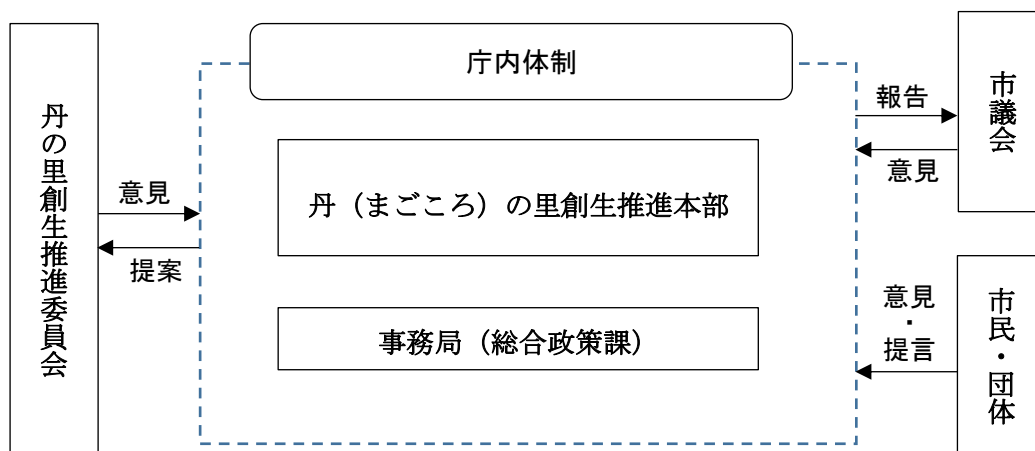 庁内体制
丹の里創生推進委員会
意見
提案
丹（まごころ）の里創生推進本部
事務局（総合政策課）
報告
意見
市議会
意見
・
提言
市民・団体